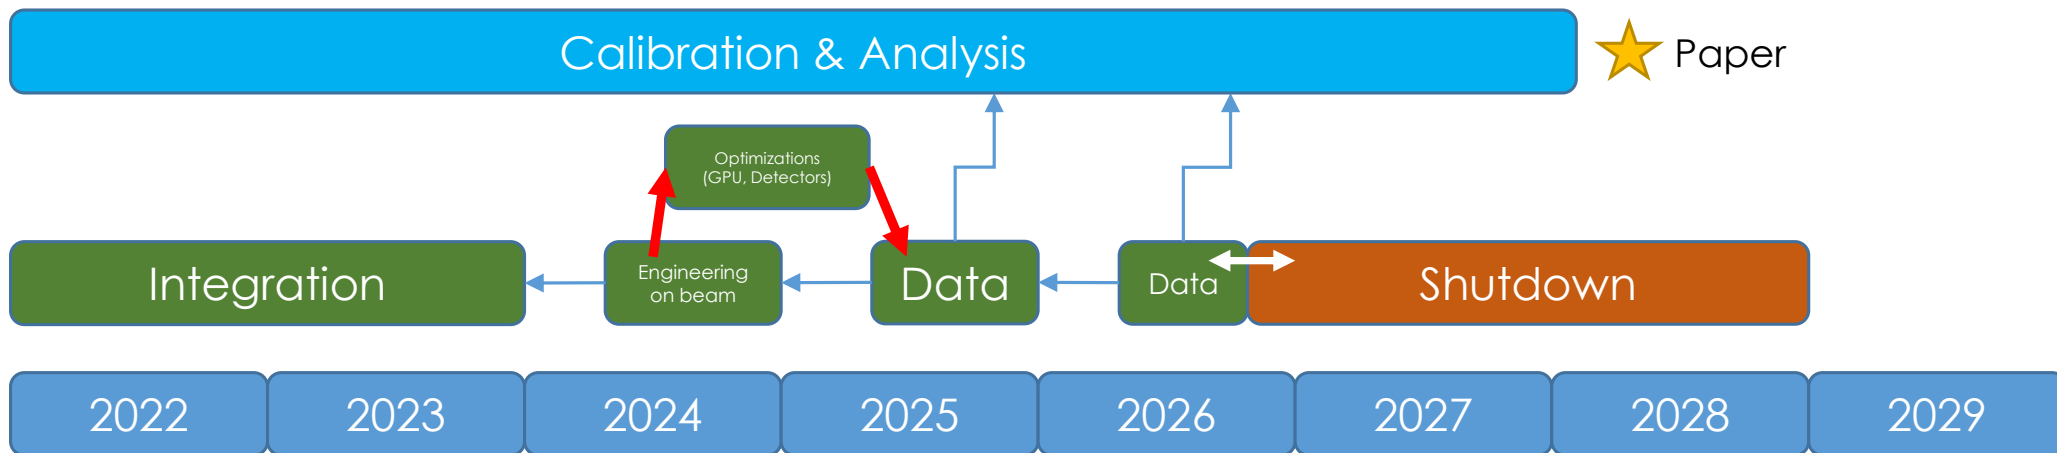 Calibration & Analysis
Paper
Optimizations
(GPU, Detectors)
Integration
Engineering
on beam
Data
Data
Shutdown
2022
2023
2024
2025
2026
2027
2028
2029